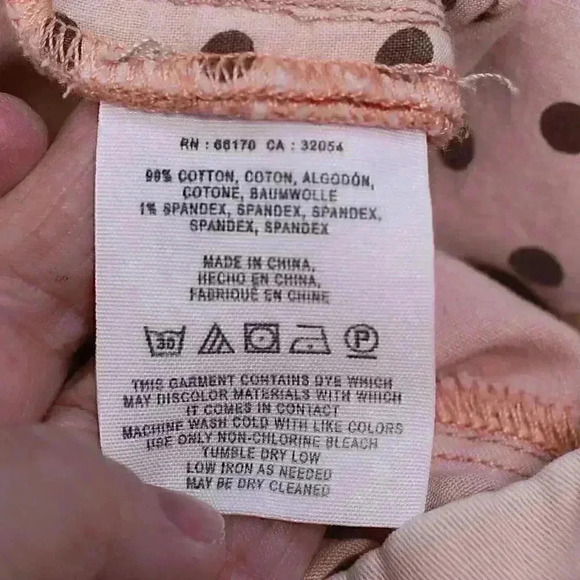 RN : 66170 CA : 32054
99% COTTON, COTON, ALGODÓN,
COTONE, BAUMWOLLE
1% SPANDEX, SPANDEX, SPANDEX,
SPANDEX, SPANDEX
MADE IN CHINA,
HECHO EN CHINA,
FABRIQUÉ EN CHINE
30 P
THIS GARMENT CONTAINS DYE WHICH
MAY DISCOLOR MATERIALS WITH WHICH
IT COMES IN CONTACT
MACHINE WASH COLD WITH LIKE COLORS
USE ONLY NON-CHLORINE BLEACH
TUMBLE DRY LOW
LOW IRON AS NEEDED
MAY BE DRY CLEANED